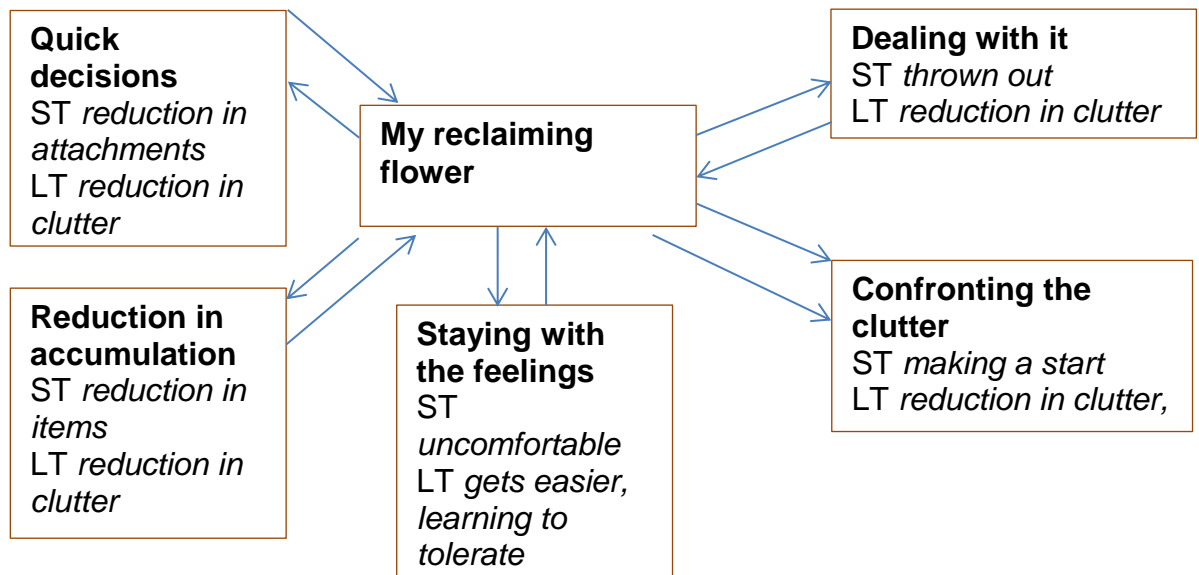 Quick
decisions
ST reduction in
attachments
LT reduction in
clutter
My reclaiming
flower
Dealing with it
ST thrown out
LT reduction in clutter
Reduction in
accumulation
ST reduction in
items
LT reduction in
clutter
Staying with
the feelings
ST
uncomfortable
LT gets easier,
learning to
tolerate
Confronting the
clutter
ST making a start
LT reduction in clutter,